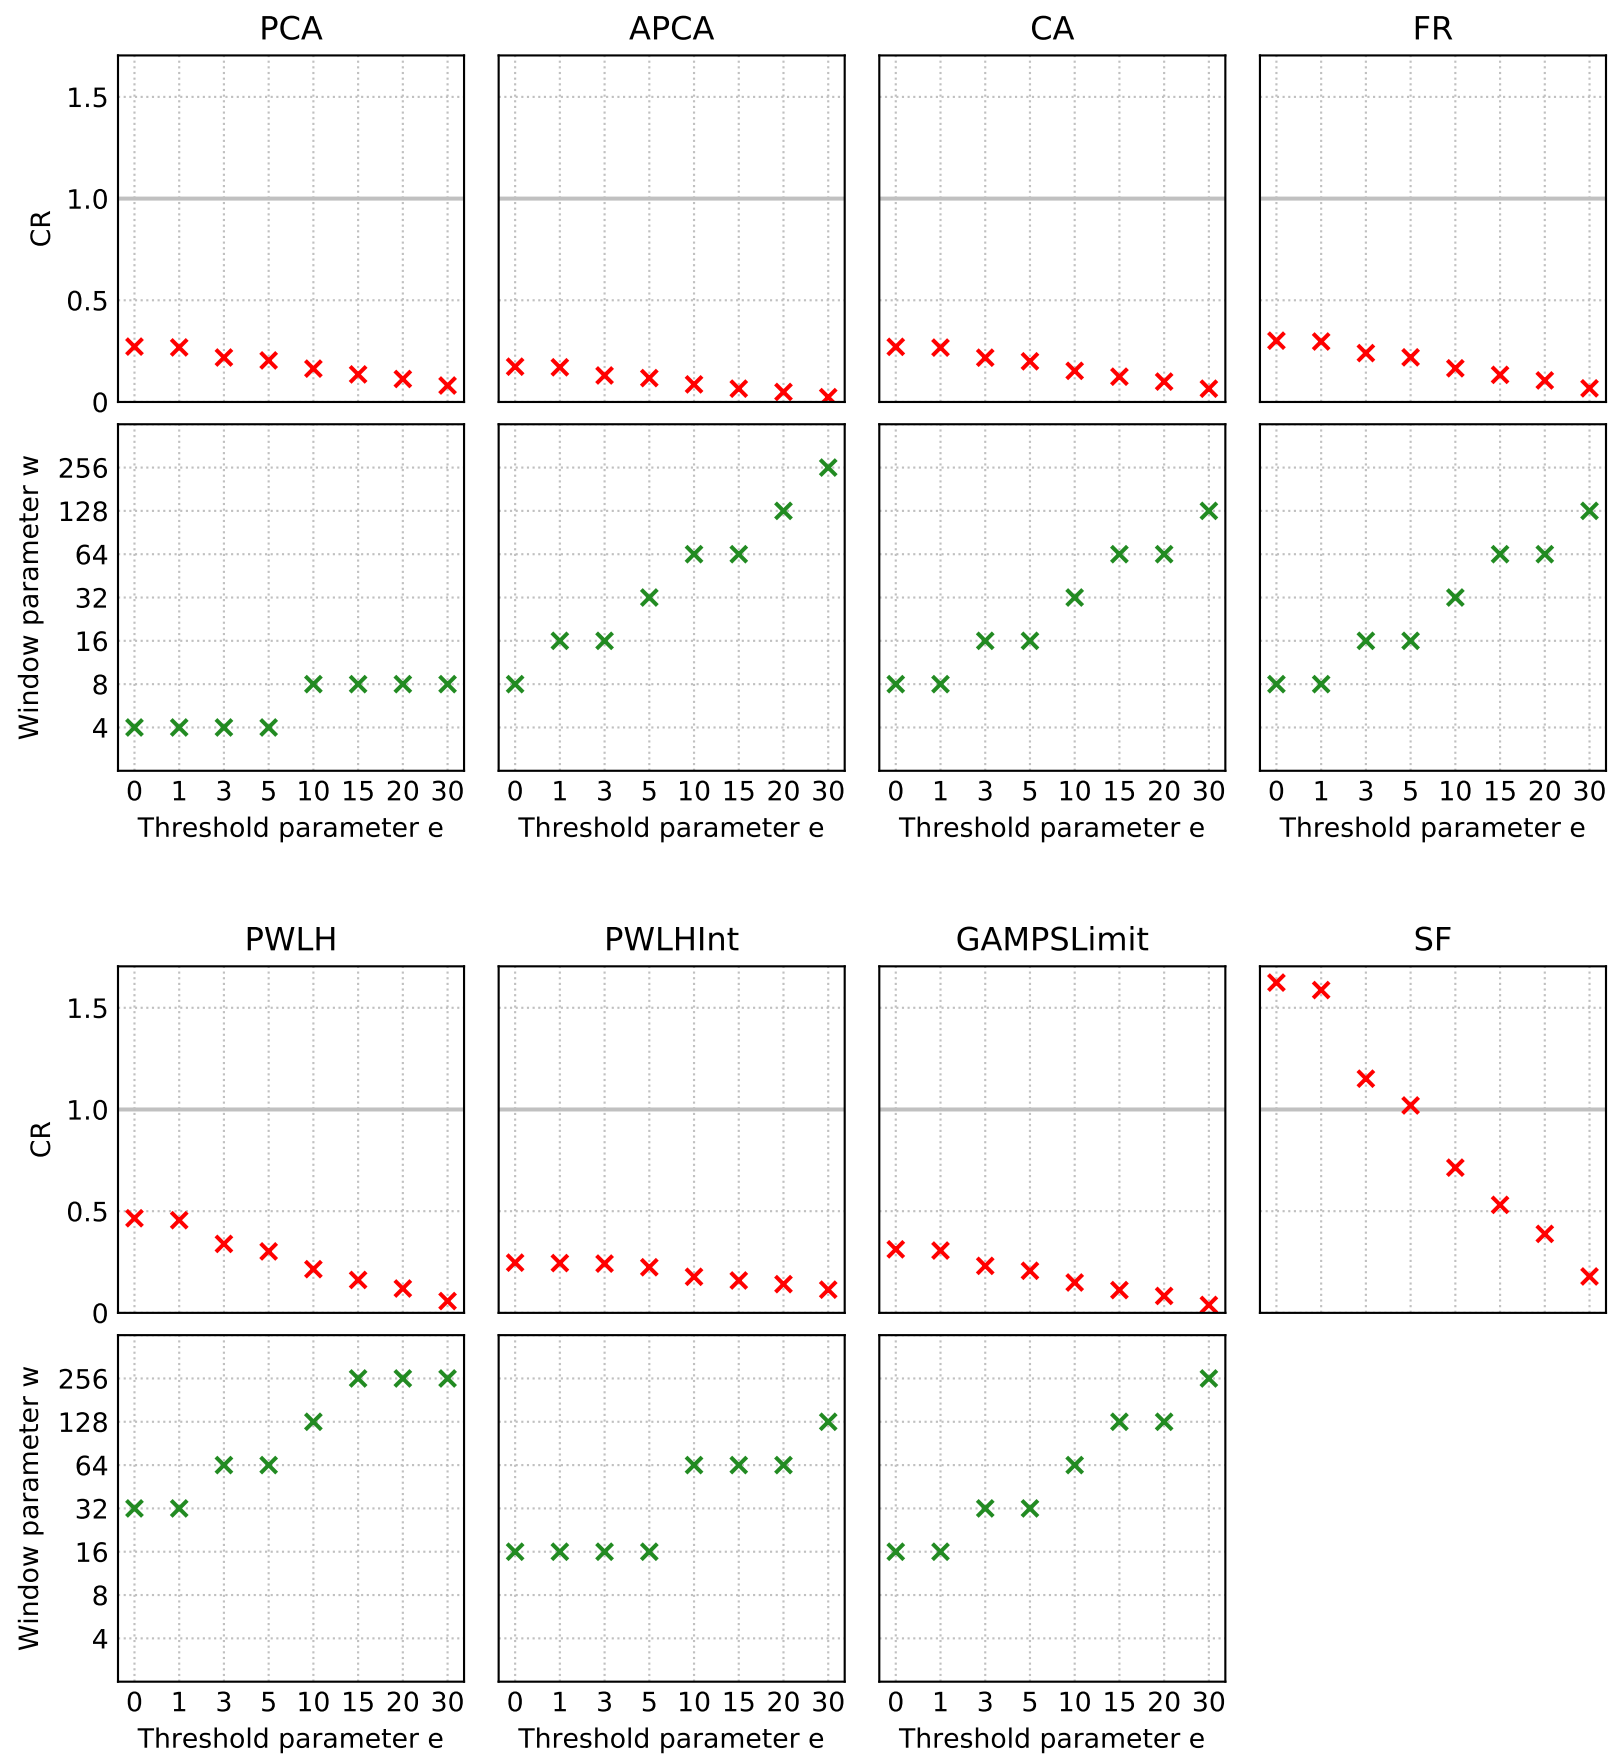 PCA APCA CA FR
1.5
1.0
0.5
0
CR
256
128
64
32
16
8
4
Window parameter w
0 1 3 5 10 15 20 30 0 1 3 5 10 15 20 30 0 1 3 5 10 15 20 30 0 1 3 5 10 15 20 30
Threshold parameter e Threshold parameter e Threshold parameter e Threshold parameter e
PWLH PWLHInt GAMPSLimit SF
1.5
1.0
0.5
0
CR
256
128
64
32
16
8
4
Window parameter w
0 1 3 5 10 15 20 30 0 1 3 5 10 15 20 30 0 1 3 5 10 15 20 30
Threshold parameter e Threshold parameter e Threshold parameter e